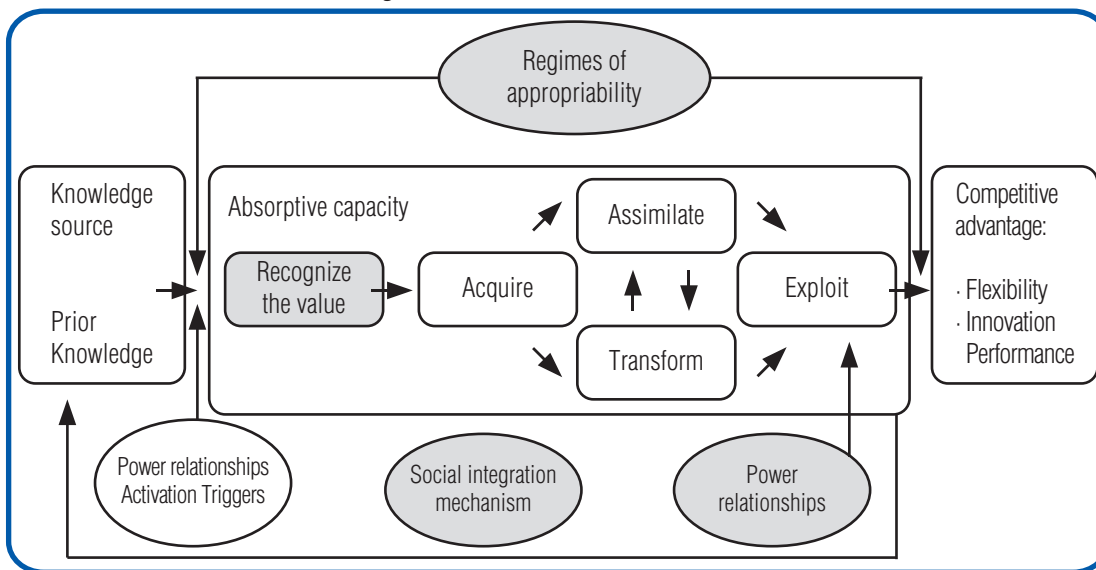 Regimes of
appropriability
Knowledge
source
Prior
Knowledge
Absorptive capacity
Recognize
the value
Acquire
Assimilate
Transform
Exploit
Competitive
advantage:
· Flexibility
· Innovation
Performance
Power relationships
Activation Triggers
Social integration
mechanism
Power
relationships